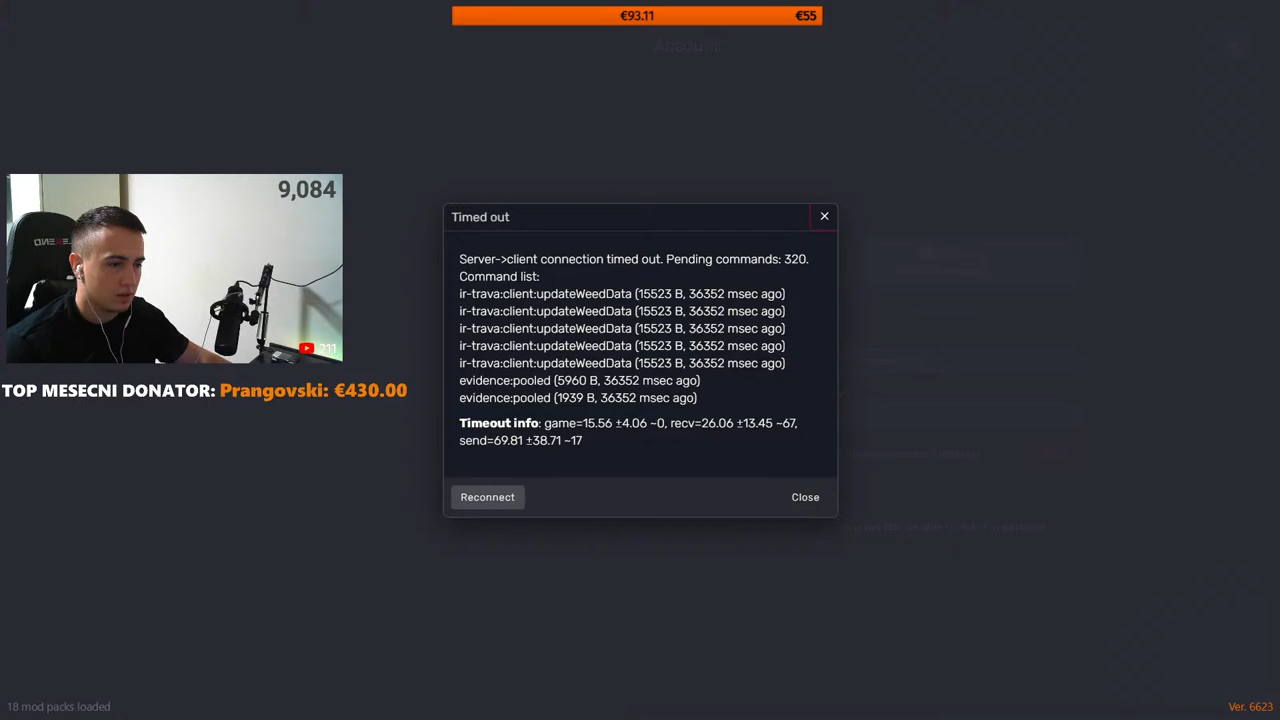 €93.11
€55
Accounts
9,084
211
TOP MESECNI DONATOR: Prangovski: €430.00
Timed out
Server->client connection timed out. Pending commands: 320.
Command list:
ir-trava:client:updateWeedData (15523 B, 36352 msec ago)
ir-trava:client:updateWeedData (15523 B, 36352 msec ago)
ir-trava:client:updateWeedData (15523 B, 36352 msec ago)
ir-trava:client:updateWeedData (15523 B, 36352 msec ago)
ir-trava:client:updateWeedData (15523 B, 36352 msec ago)
evidence:pooled (5960 B, 36352 msec ago)
evidence:pooled (1939 B, 36352 msec ago)
Timeout info: game=15.56 ±4.06 ~0, recv=26.06 ±13.45 ~67,
send=69.81 ±38.71 ~17
Reconnect
Close
18 mod packs loaded
Ver. 6623